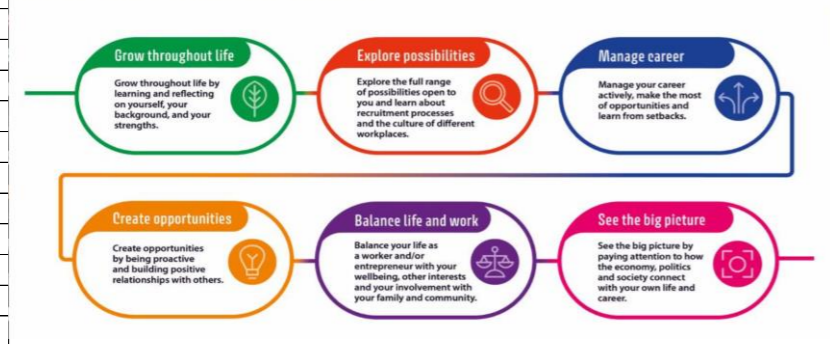 Grow throughout life
Grow throughout life by
learning and reflecting
on yourself, your
background, and your
strengths.
Explore possibilities
Explore the full range
of possibilities open to
you and learn about
recruitment processes
and the culture of different
workplaces.
Manage career
Manage your career
actively, make the most
of opportunities and
learn from setbacks.
Create opportunities
Create opportunities
by being proactive
and building positive
relationships with others.
Balance life and work
Balance your life as
a worker and/or
entrepreneur with your
wellbeing, other interests
and your involvement with
your family and community.
See the big picture
See the big picture by
paying attention to how
the economy, politics
and society connect
with your own life and
career.